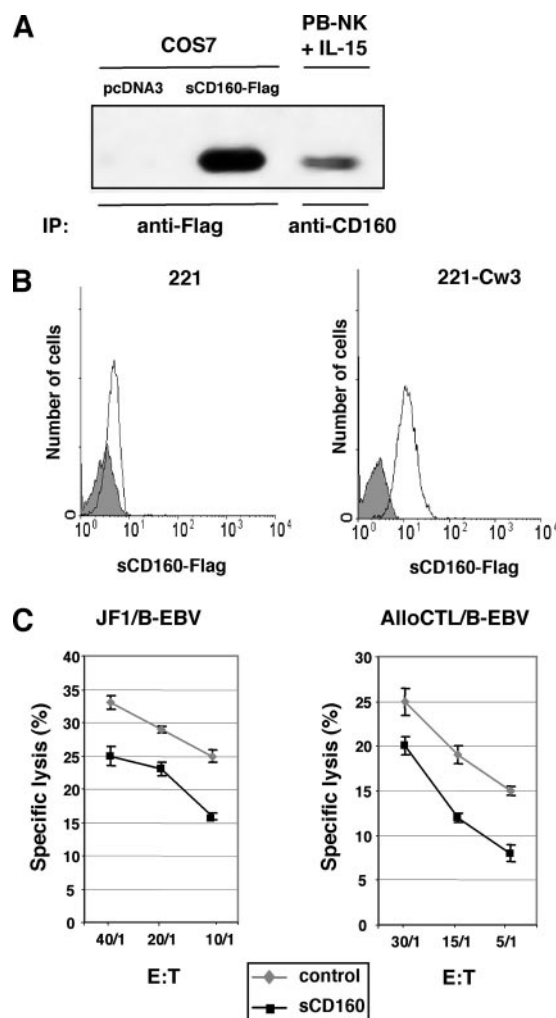 A
COS7
PB-NK
+ IL-15
pcDNA3 sCD160-Flag
IP: anti-Flag anti-CD160
B
221 221-Cw3
Number of cells
0
10^0 10^1 10^2 10^3 10^4
sCD160-Flag
Number of cells
0
10^0 10^1 10^2 10^3 10^4
sCD160-Flag
C
JF1/B-EBV
Specific lysis (%)
40
35
30
25
20
15
10
5
0
40/1 20/1 10/1
E:T
AlloCTL/B-EBV
Specific lysis (%)
30
25
20
15
10
5
0
30/1 15/1 5/1
E:T
control
sCD160